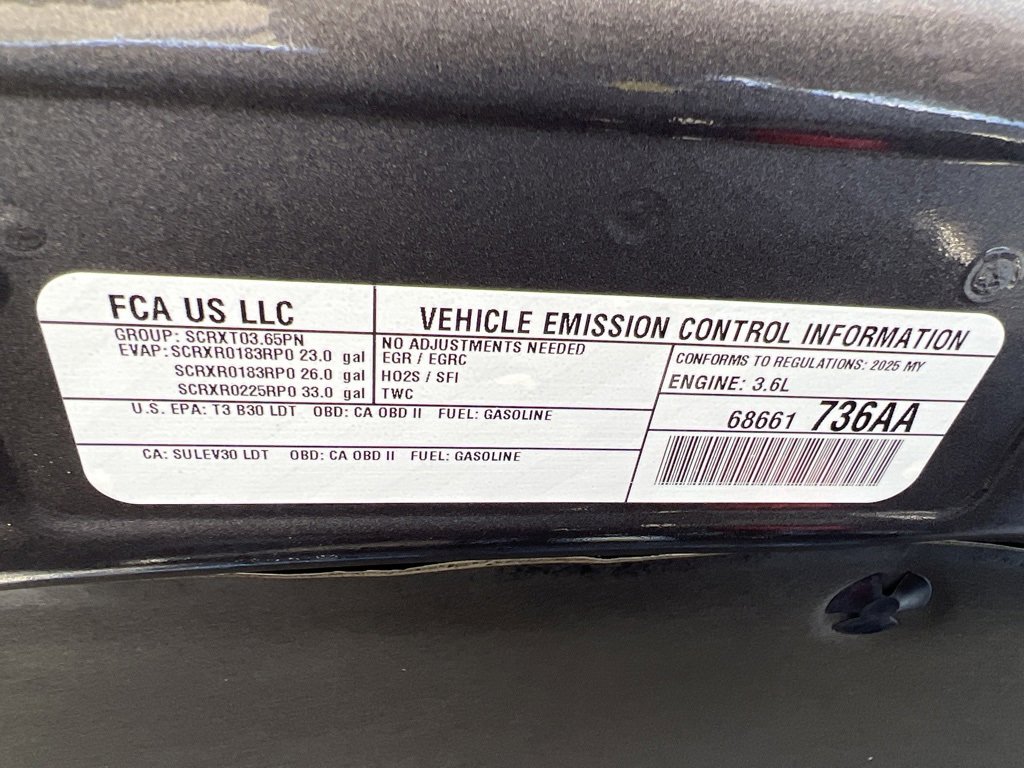 FCA US LLC
VEHICLE EMISSION CONTROL INFORMATION
GROUP: SCRXT03.65PN
EVAP:SCRXR0183RP0 23.0 gal
SCRXR0183RP0 26.0 gal
SCRXR0225RP0 33.0 gal
NO ADJUSTMENTS NEEDED
EGR / EGRC
HO2S / SFI
TWC
CONFORMS TO REGULATIONS: 2025 MY
ENGINE: 3.6L
68661 736AA
U.S. EPA: T3 B30 LDT OBD: CA OBD II FUEL: GASOLINE
CA: SULEV30 LDT OBD: CA OBD II FUEL: GASOLINE